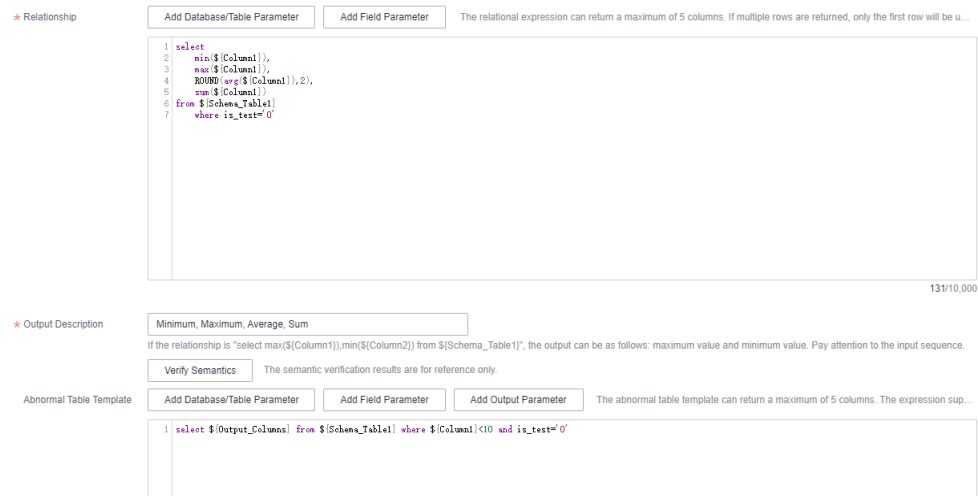 * Relationship
Add Database/Table Parameter
Add Field Parameter
The relational expression can return a maximum of 5 columns. If multiple rows are returned, only the first row will be u...
1 select
2 min(${Column1}),
3 max(${Column1}),
4 ROUND(avg(${Column1}),2),
5 sum(${Column1})
6 from ${Schema_Table1}
7 where is_test='0'
131/10,000
* Output Description
Minimum, Maximum, Average, Sum
If the relationship is "select max(${Column1}),min(${Column2}) from ${Schema_Table1}", the output can be as follows: maximum value and minimum value. Pay attention to the input sequence.
Verify Semantics
The semantic verification results are for reference only.
Abnormal Table Template
Add Database/Table Parameter
Add Field Parameter
Add Output Parameter
The abnormal table template can return a maximum of 5 columns. The expression sup...
1 select ${Output_Columns} from ${Schema_Table1} where ${Column1}<10 and is_test='0'